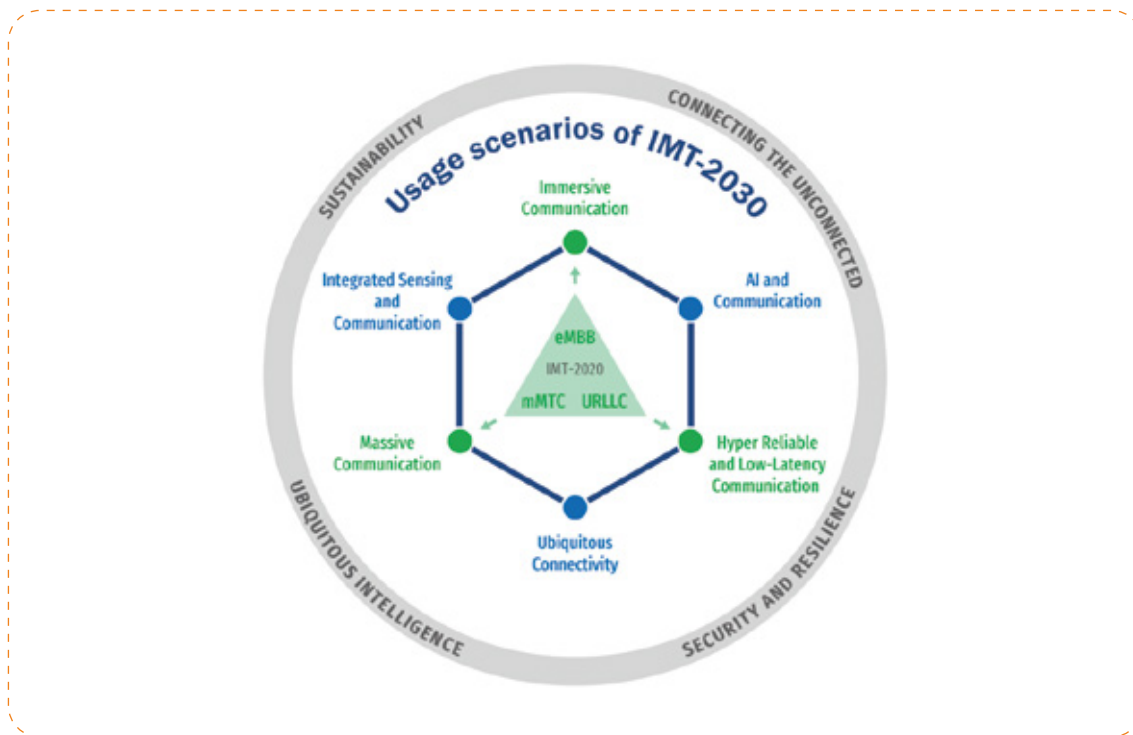 SUSTAINABILITY
CONNECTING THE UNCONNECTED
Usage scenarios of IMT-2030
Immersive
Communication
Integrated Sensing
and
Communication
AI and
Communication
eMBB
IMT-2020
mMTC URLLC
Massive
Communication
Hyper Reliable
and Low-Latency
Communication
Ubiquitous
Connectivity
UBIQUITOUS INTELLIGENCE
SECURITY AND RESILIENCE